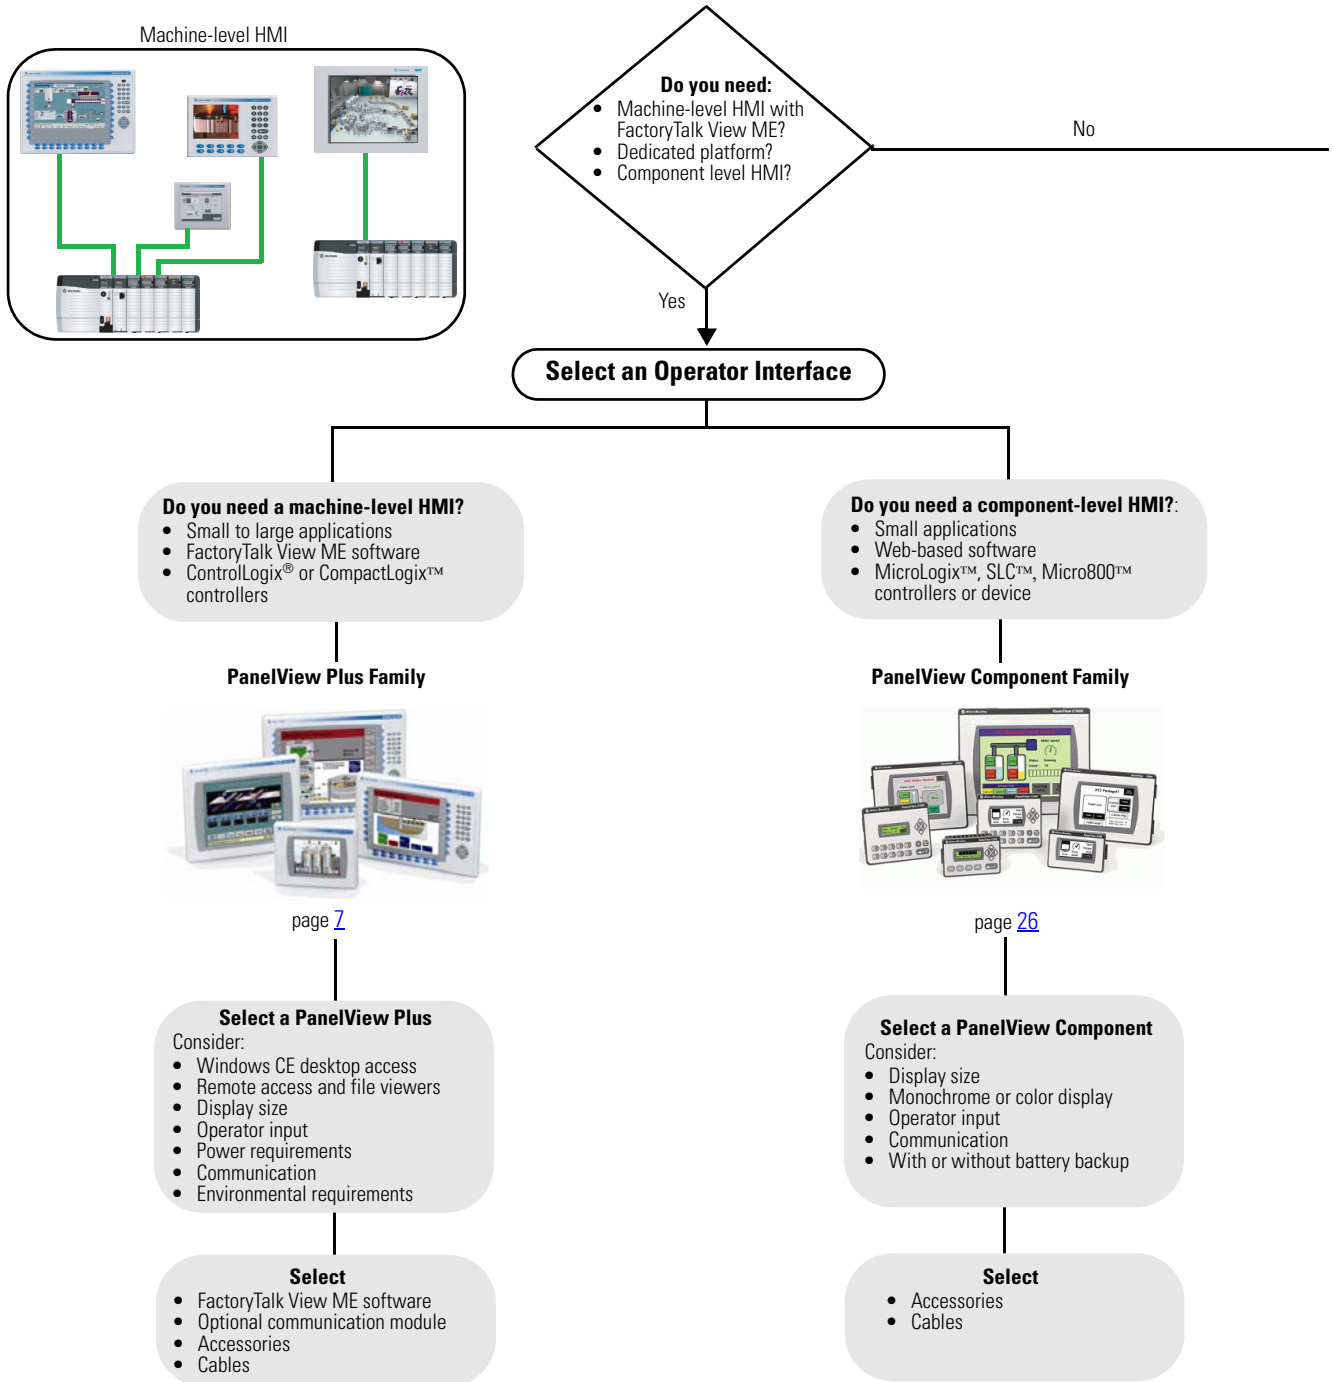 Machine-level HMI
Do you need:
• Machine-level HMI with
FactoryTalk View ME?
• Dedicated platform?
• Component level HMI?
No
Yes
Select an Operator Interface
Do you need a machine-level HMI?
• Small to large applications
• FactoryTalk View ME software
• ControlLogix® or CompactLogix™
controllers
Do you need a component-level HMI?:
• Small applications
• Web-based software
• MicroLogix™, SLC™, Micro800™
controllers or device
PanelView Plus Family
PanelView Component Family
page 7
page 26
Select a PanelView Plus
Consider:
• Windows CE desktop access
• Remote access and file viewers
• Display size
• Operator input
• Power requirements
• Communication
• Environmental requirements
Select a PanelView Component
Consider:
• Display size
• Monochrome or color display
• Operator input
• Communication
• With or without battery backup
Select
• FactoryTalk View ME software
• Optional communication module
• Accessories
• Cables
Select
• Accessories
• Cables